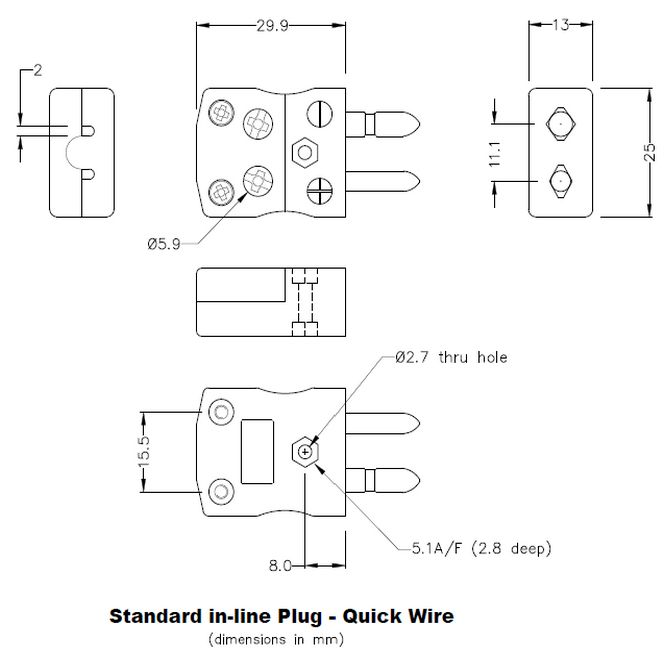 29.9
13
2
11.1
25
Ø5.9
Ø2.7 thru hole
15.5
5.1A/F (2.8 deep)
8.0
Standard in-line Plug - Quick Wire
(dimensions in mm)